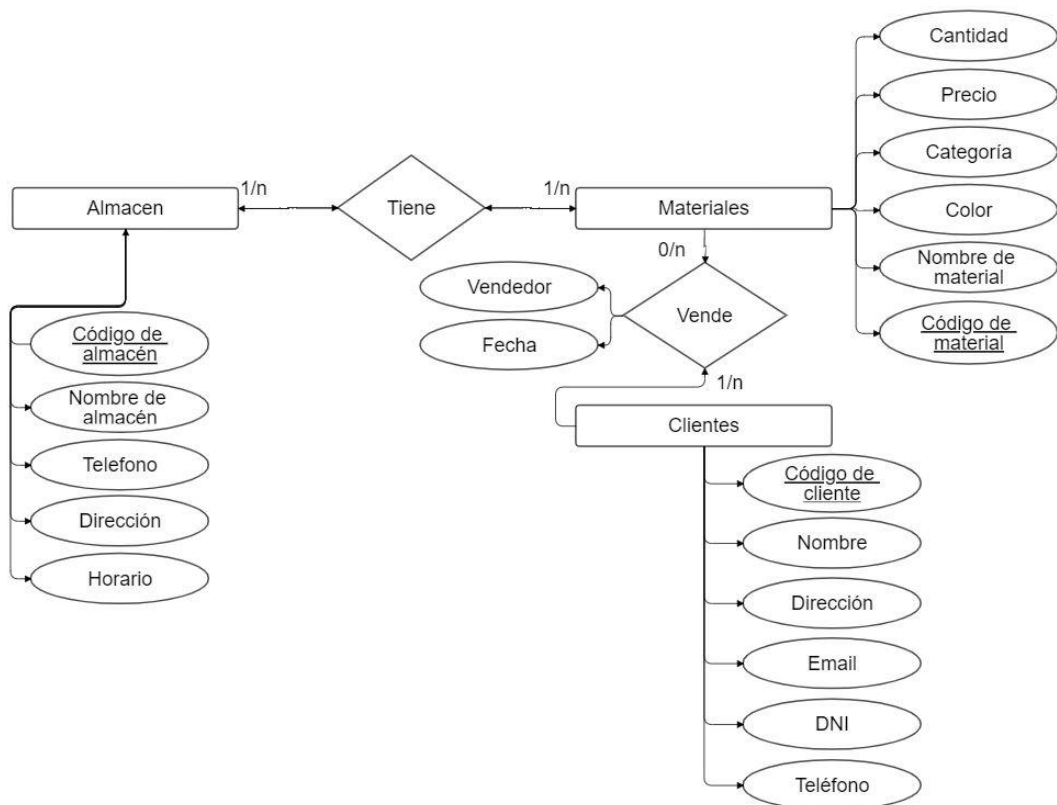 Cantidad
Precio
Categoría
Color
Nombre de
material
Código de
material
1/n
1/n
Almacen
Tiene
Materiales
0/n
Vendedor
Vende
Fecha
1/n
Clientes
Código de
almacén
Nombre de
almacén
Telefono
Dirección
Horario
Código de
cliente
Nombre
Dirección
Email
DNI
Teléfono